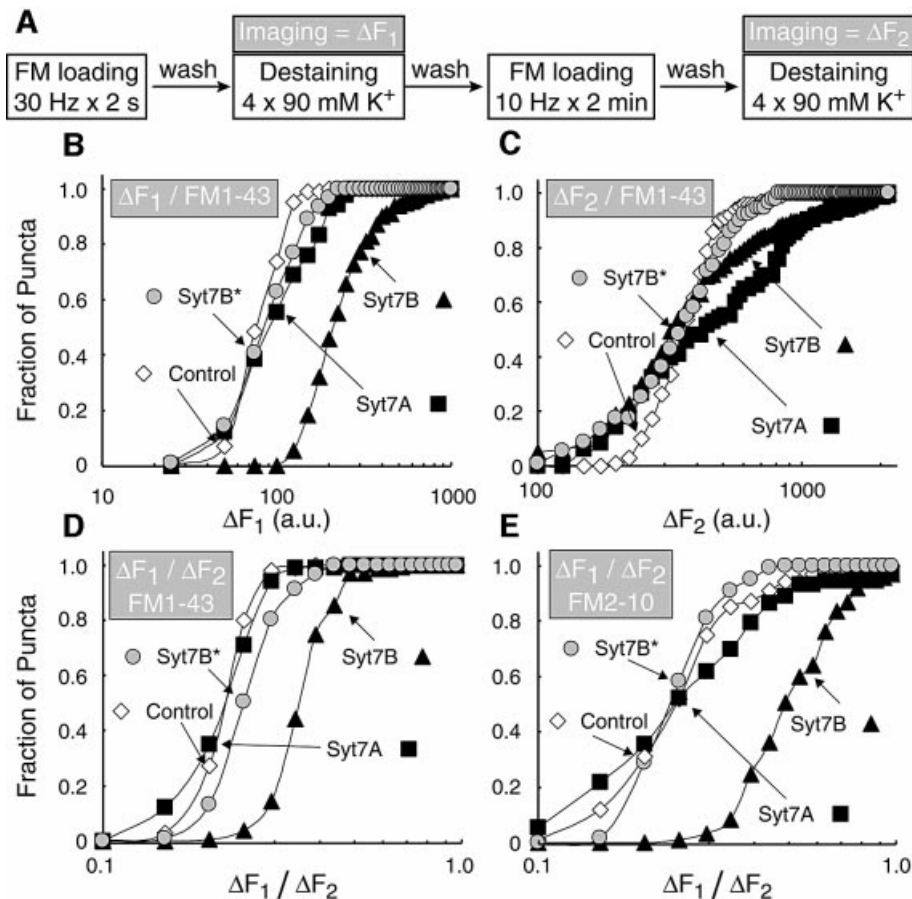 A
Imaging = ΔF₁
Imaging = ΔF₂
FM loading
30 Hz x 2 s
wash
Destaining
4 x 90 mM K⁺
wash
FM loading
10 Hz x 2 min
wash
Destaining
4 x 90 mM K⁺
B
ΔF₁ / FM1-43
1.0
0.8
0.6
0.4
0.2
0
Fraction of Puncta
Syt7B*
Syt7B
Control
Syt7A
10
100
1000
ΔF₁ (a.u.)
C
ΔF₂ / FM1-43
1.0
0.8
0.6
0.4
0.2
0
Syt7B*
Control
Syt7B
Syt7A
100
1000
ΔF₂ (a.u.)
D
ΔF₁ / ΔF₂
FM1-43
1.0
0.8
0.6
0.4
0.2
0
Fraction of Puncta
Syt7B*
Syt7B
Control
Syt7A
0.1
1.0
ΔF₁ / ΔF₂
E
ΔF₁ / ΔF₂
FM2-10
1.0
0.8
0.6
0.4
0.2
0
Syt7B*
Control
Syt7B
Syt7A
0.1
1.0
ΔF₁ / ΔF₂